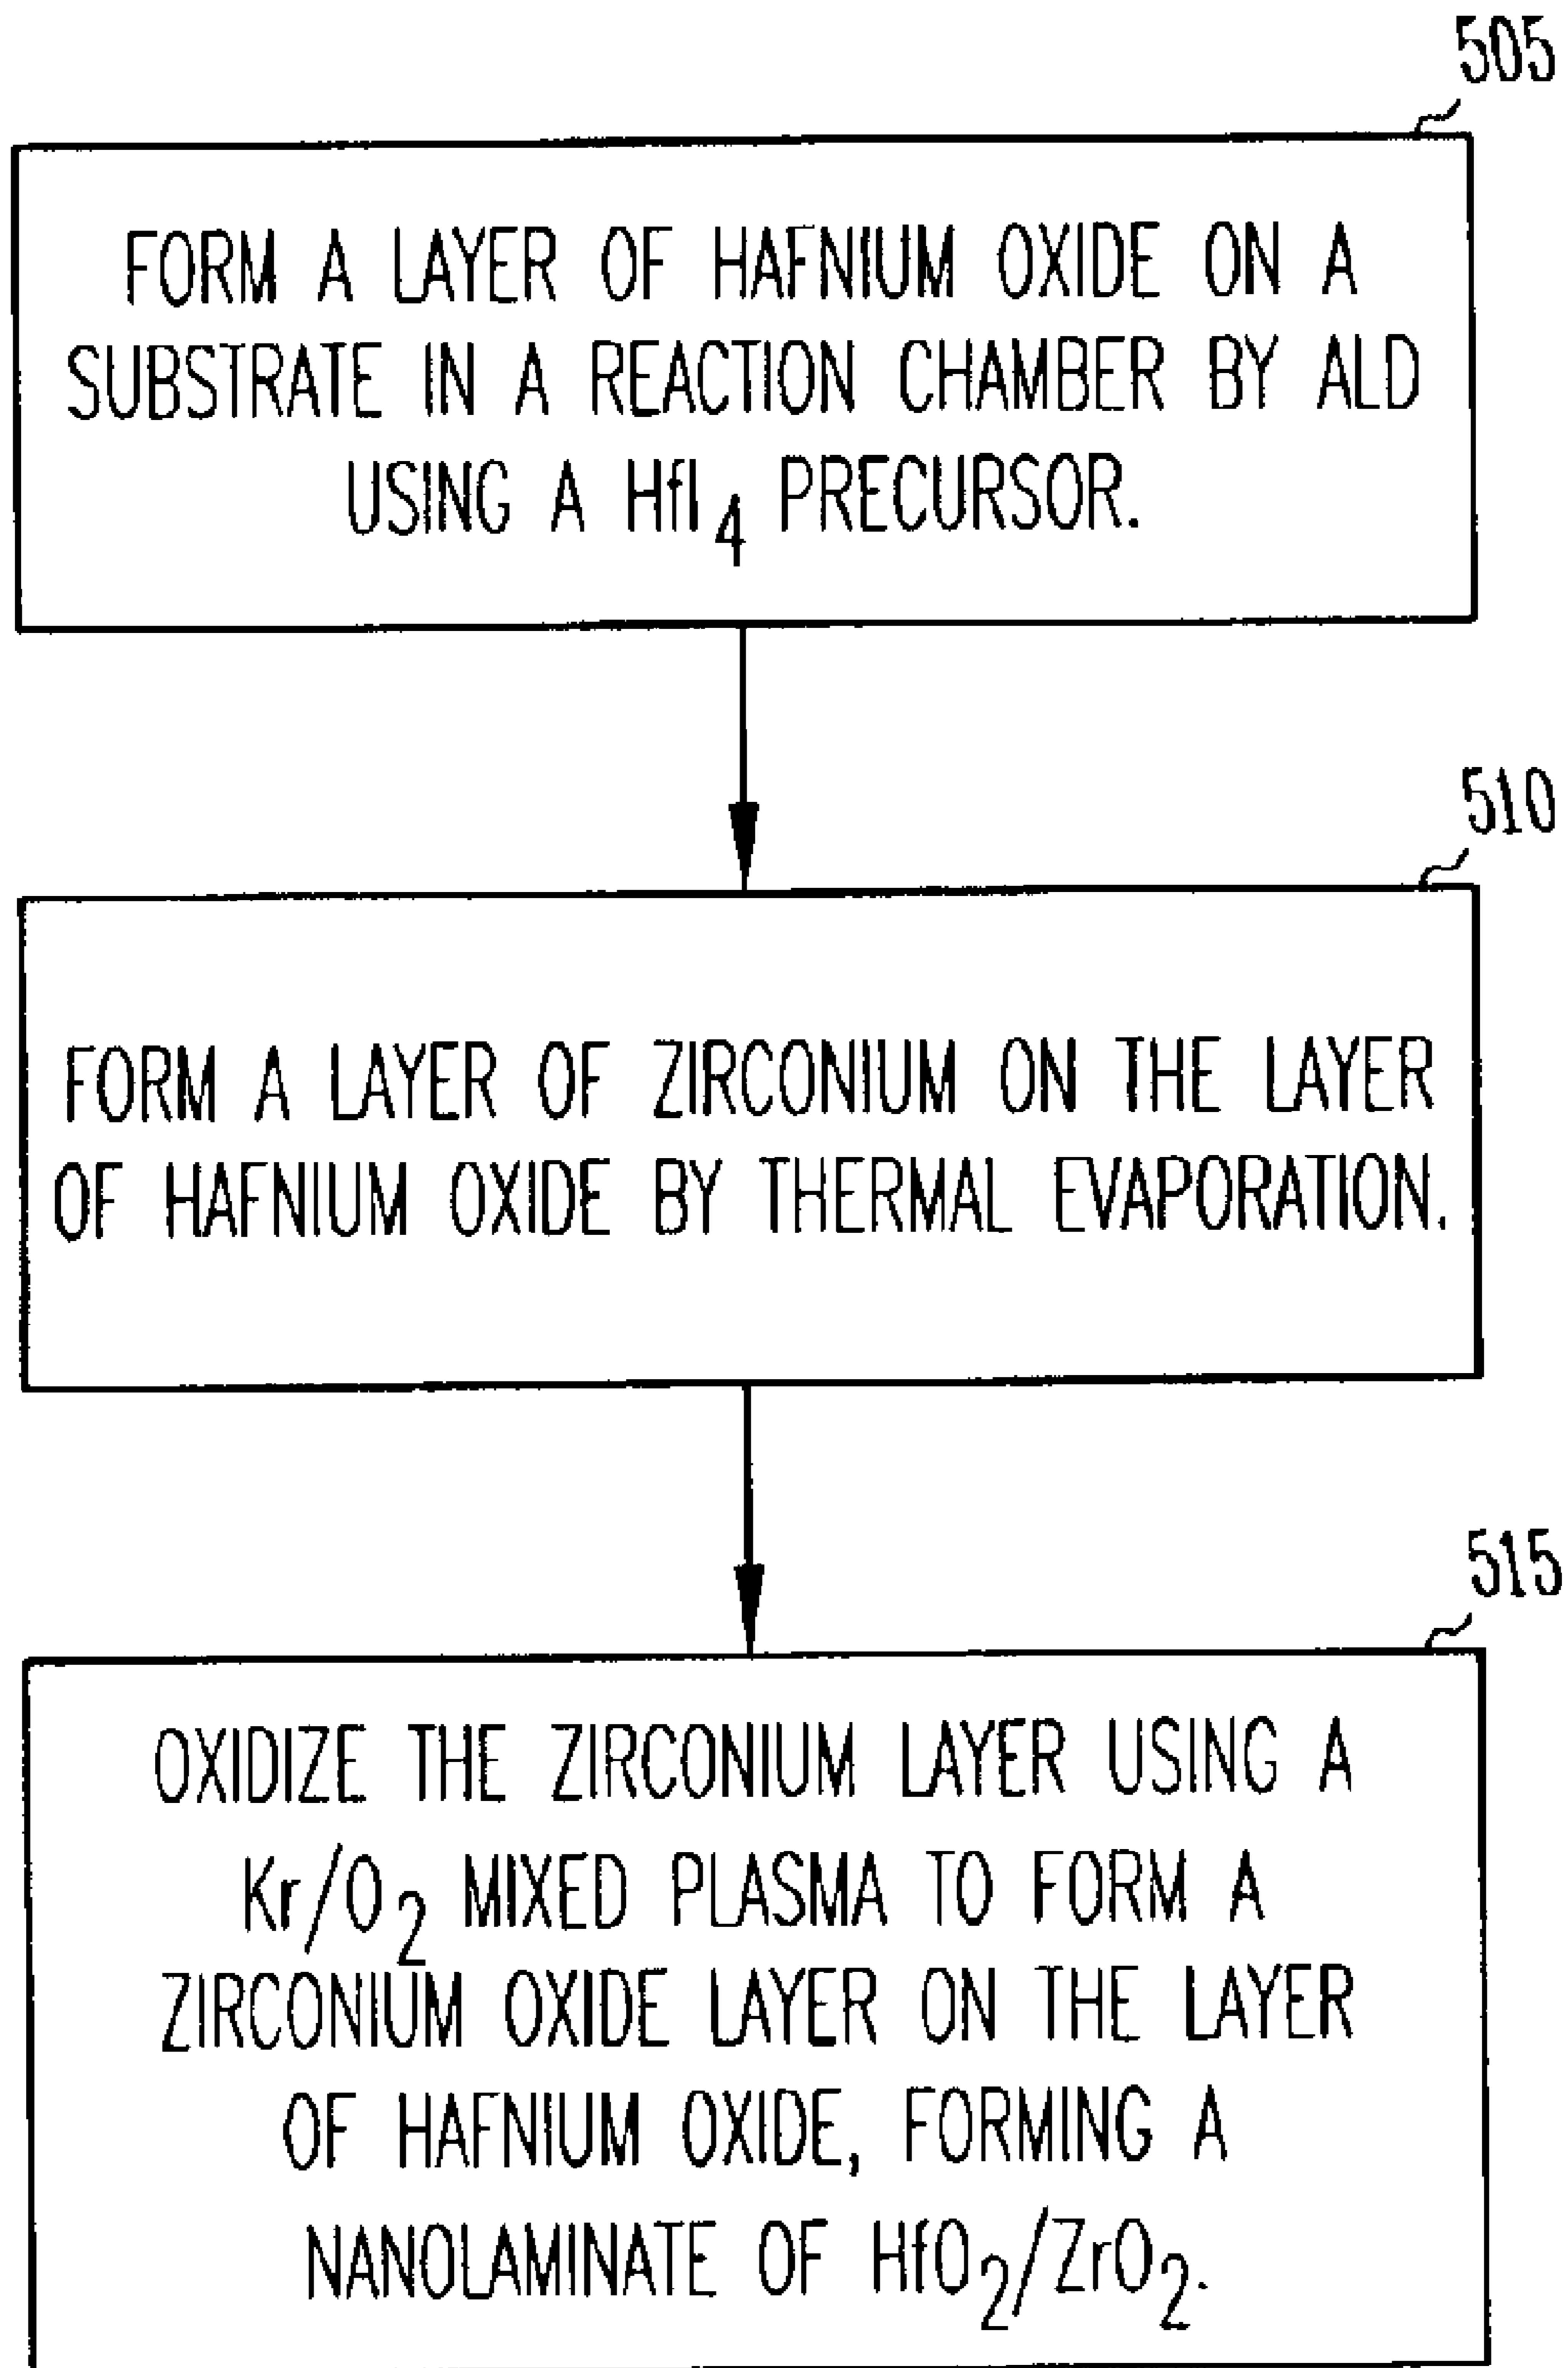 505
FORM A LAYER OF HAFNIUM OXIDE ON A
SUBSTRATE IN A REACTION CHAMBER BY ALD
USING A HfI₄ PRECURSOR.
510
FORM A LAYER OF ZIRCONIUM ON THE LAYER
OF HAFNIUM OXIDE BY THERMAL EVAPORATION.
515
OXIDIZE THE ZIRCONIUM LAYER USING A
Kr/O₂ MIXED PLASMA TO FORM A
ZIRCONIUM OXIDE LAYER ON THE LAYER
OF HAFNIUM OXIDE, FORMING A
NANOLAMINATE OF HfO₂/ZrO₂.